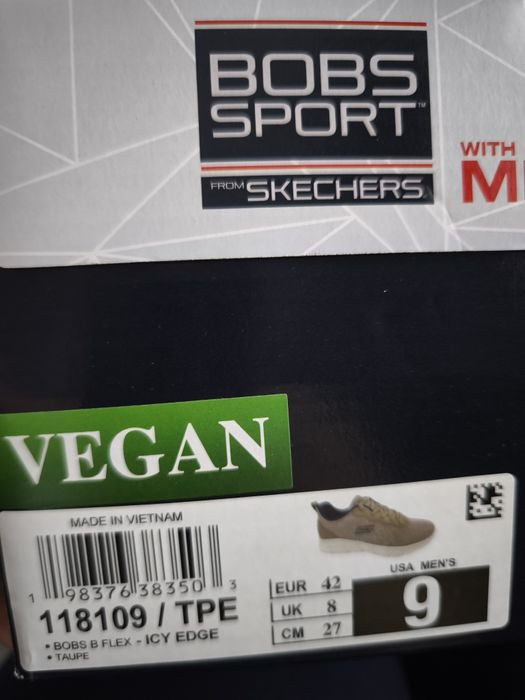 BOBS
SPORT™
FROM SKECHERS
WITH
VEGAN
MADE IN VIETNAM
1 98376 38350 3
118109 / TPE
• BOBS B FLEX - ICY EDGE
• TAUPE
EUR 42
UK 8
CM 27
USA MEN'S
9